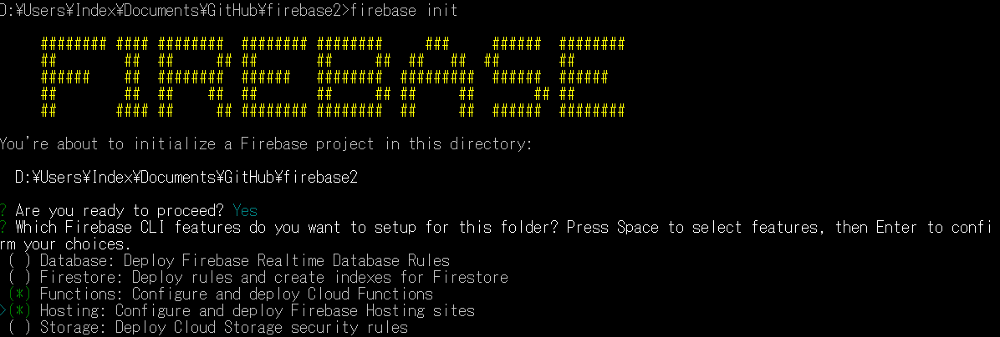 D:¥Users¥Index¥Documents¥GitHub¥firebase2>firebase init
FIREBASE
You're about to initialize a Firebase project in this directory:
D:¥Users¥Index¥Documents¥GitHub¥firebase2
? Are you ready to proceed? Yes
? Which Firebase CLI features do you want to setup for this folder? Press Space to select features, then Enter to confi
rm your choices.
( ) Database: Deploy Firebase Realtime Database Rules
( ) Firestore: Deploy rules and create indexes for Firestore
(*) Functions: Configure and deploy Cloud Functions
>(*) Hosting: Configure and deploy Firebase Hosting sites
( ) Storage: Deploy Cloud Storage security rules